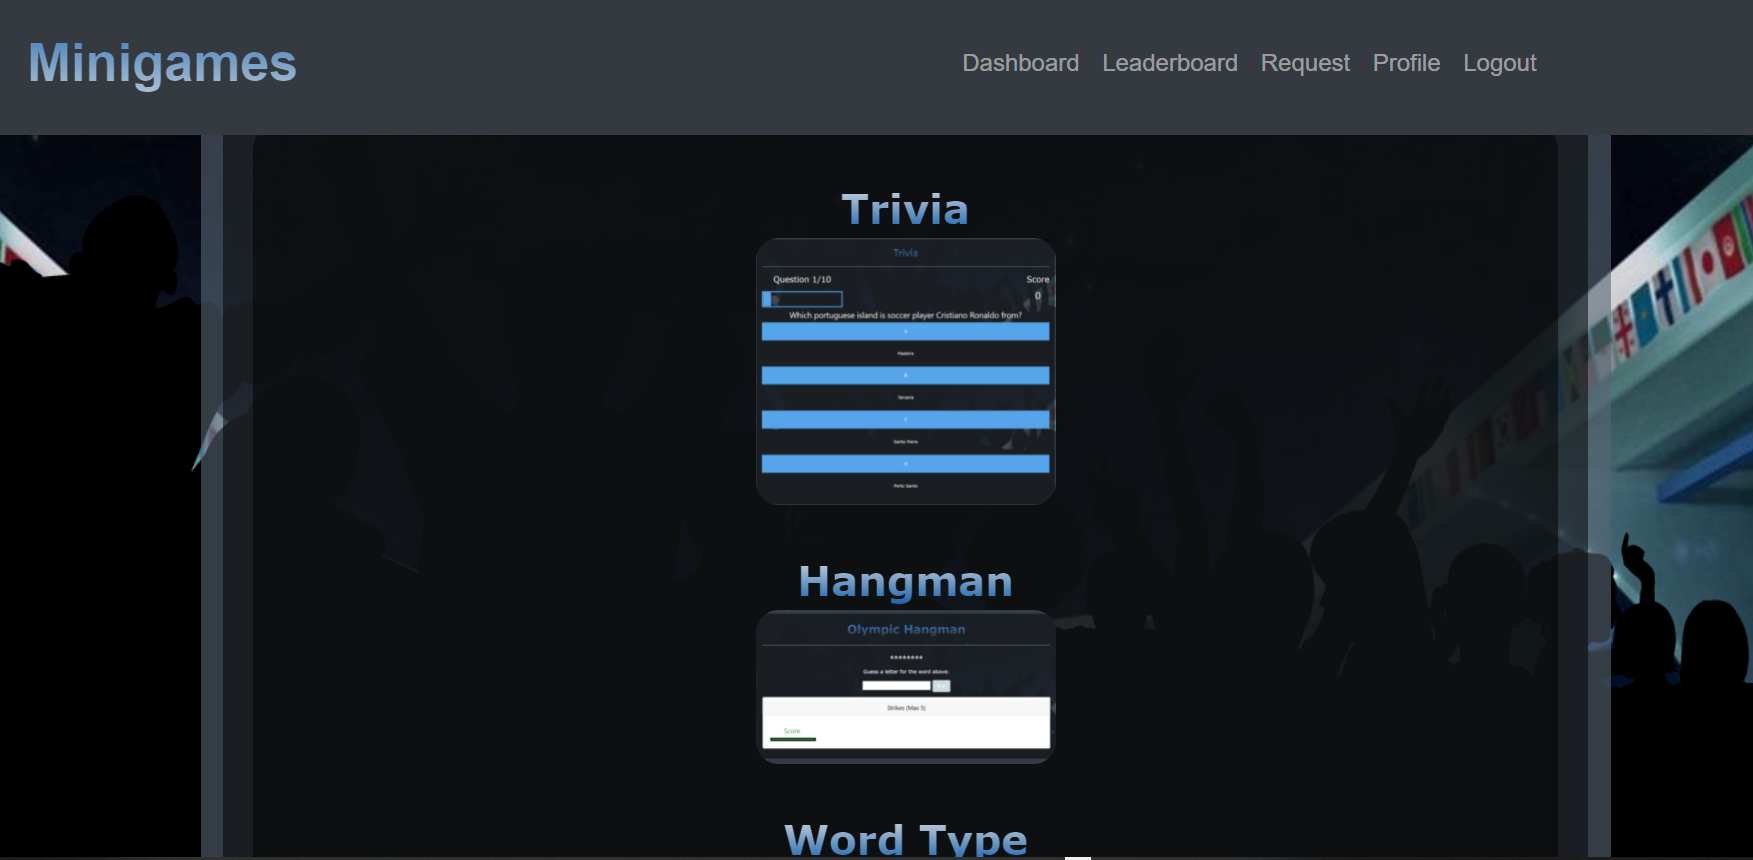 Minigames
Dashboard Leaderboard Request Profile Logout
Trivia
Trivia
Question 1/10
Score
0
Which portuguese island is soccer player Cristiano Ronaldo from?
Madeira
Terceira
Santa Maria
Porto Santo
Hangman
Olympic Hangman
********
Guess a letter for the word above:
Strikes (Max 5)
Score
Word Type